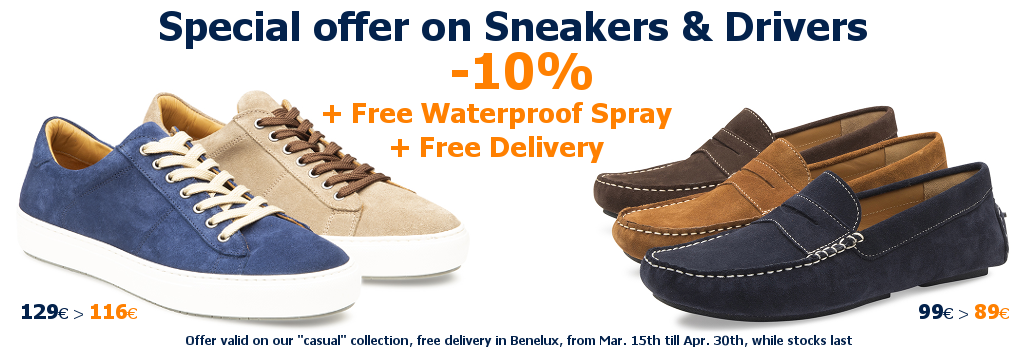 Special offer on Sneakers & Drivers
-10%
+ Free Waterproof Spray
+ Free Delivery
129€ > 116€
99€ > 89€
Offer valid on our "casual" collection, free delivery in Benelux, from Mar. 15th till Apr. 30th, while stocks last